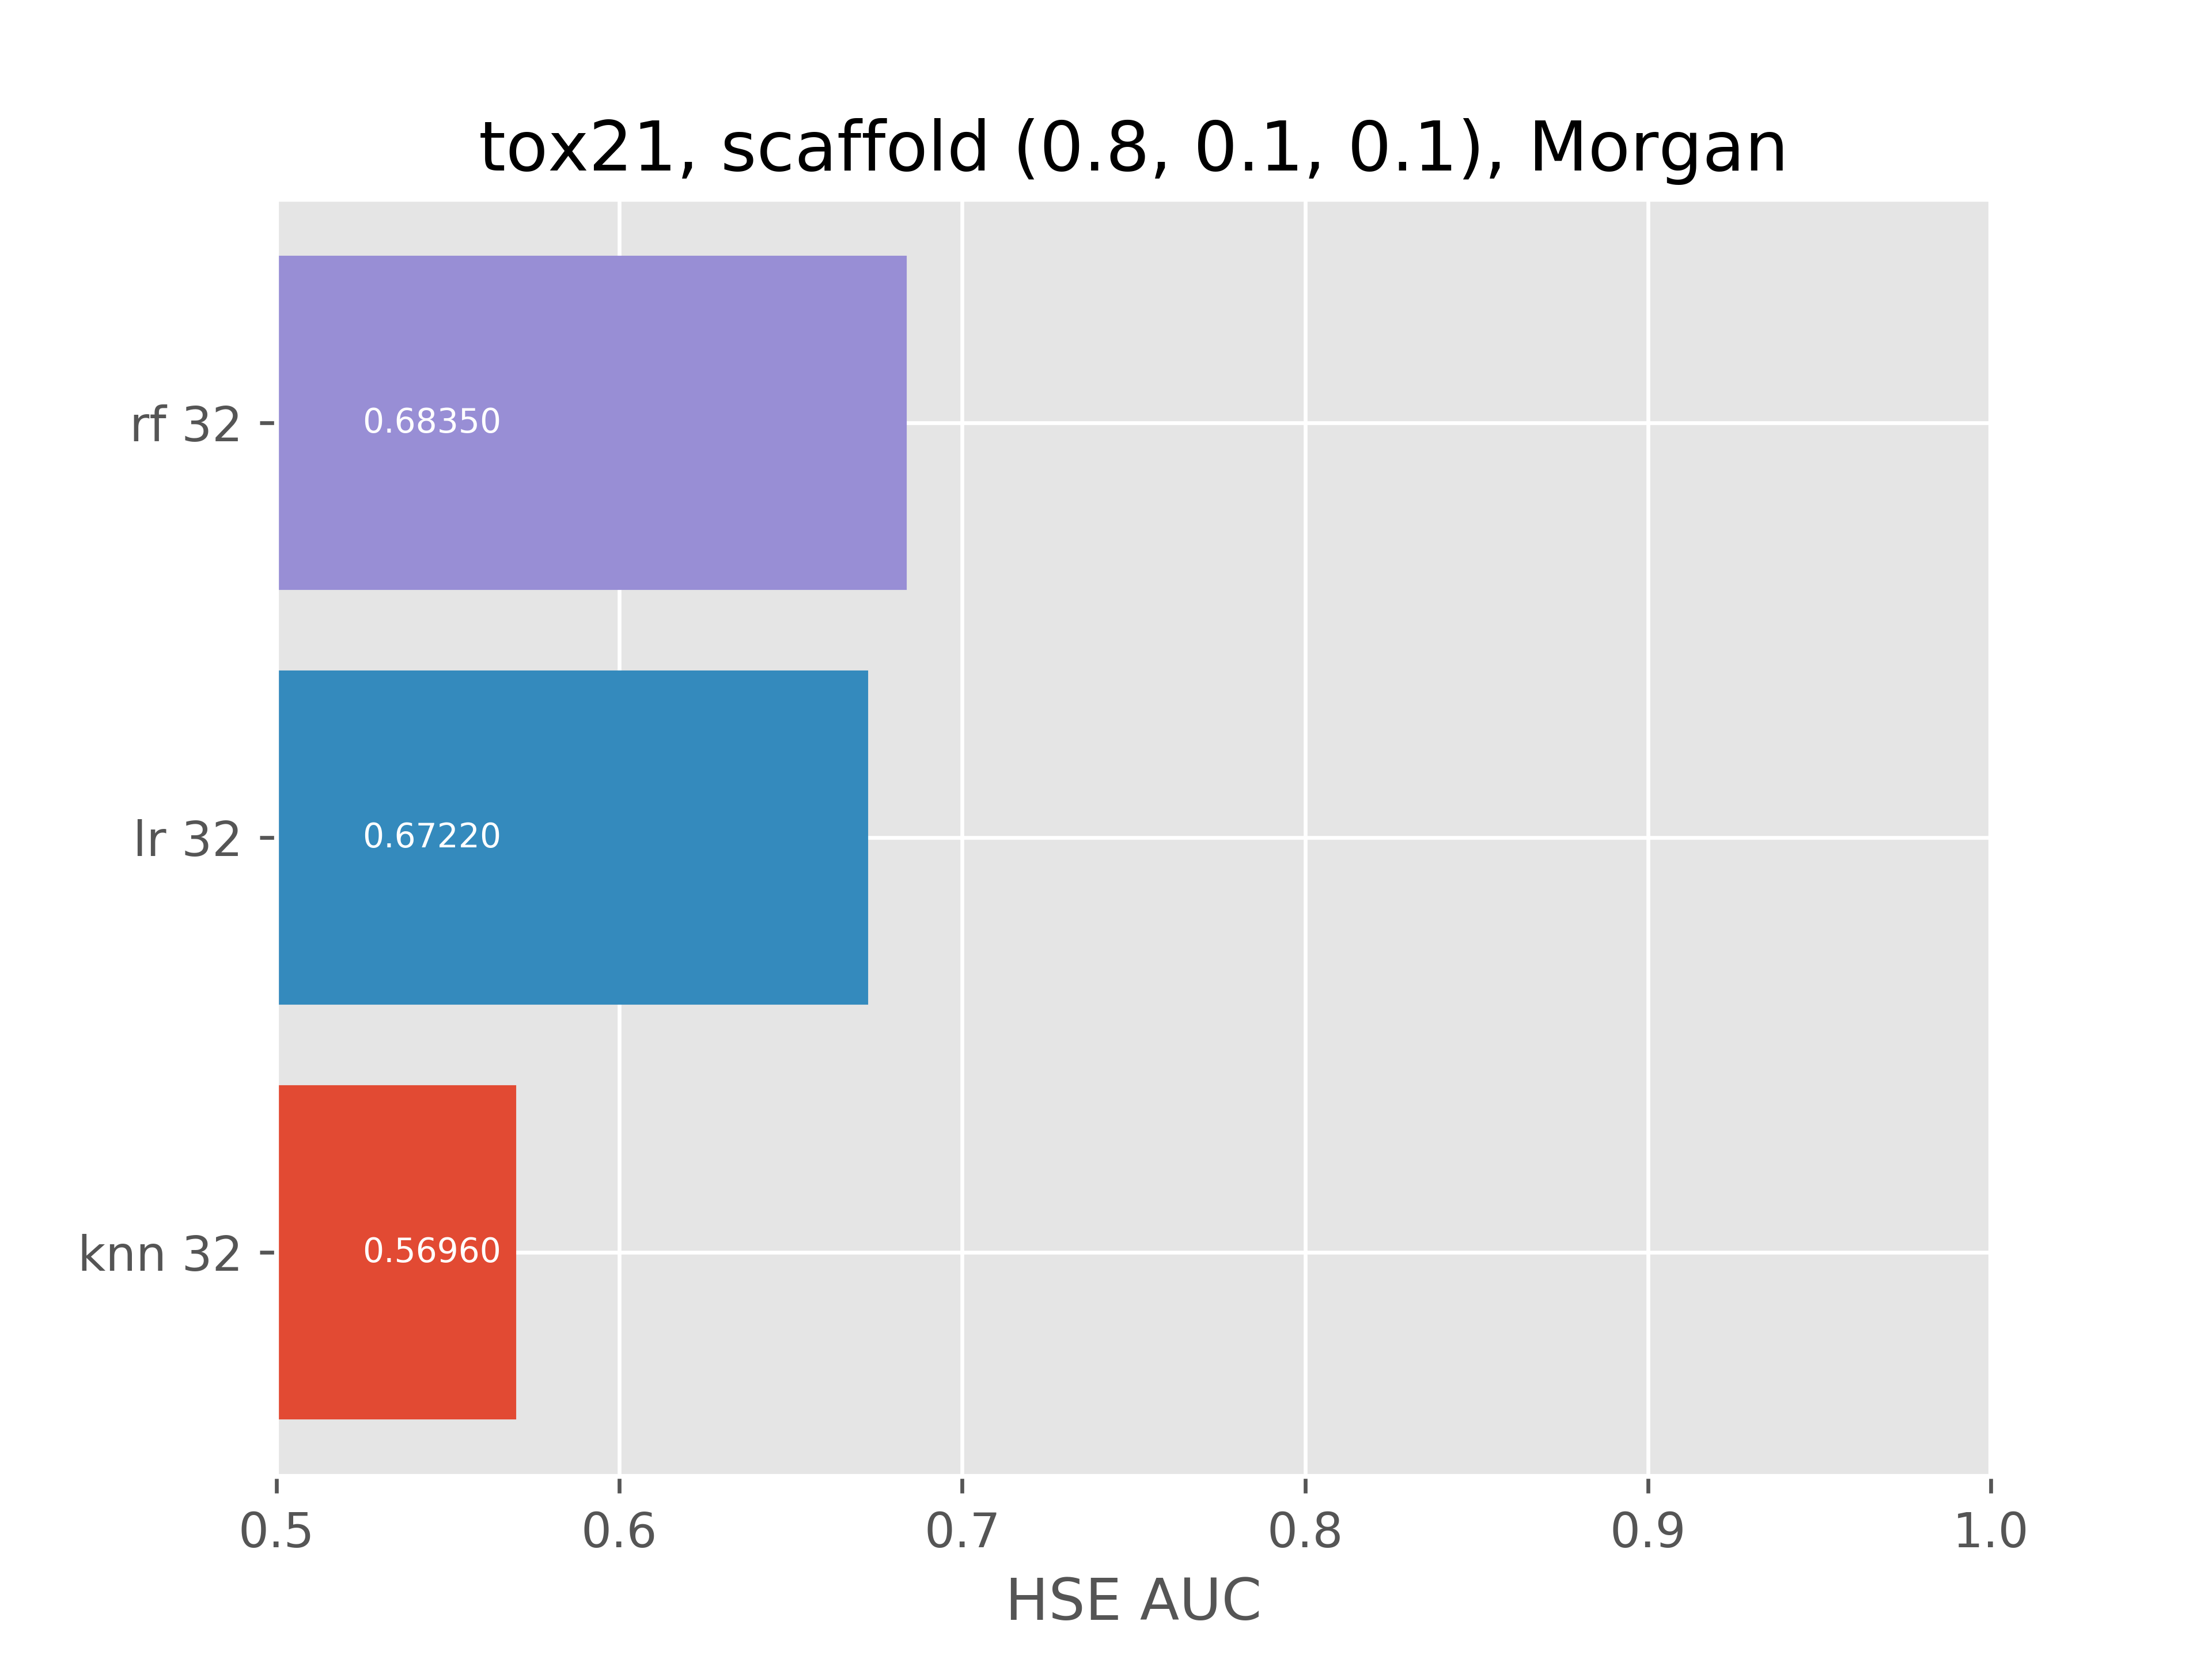 tox21, scaffold (0.8, 0.1, 0.1), Morgan
rf 32
0.68350
lr 32
0.67220
knn 32
0.56960
0.5 0.6 0.7 0.8 0.9 1.0
HSE AUC